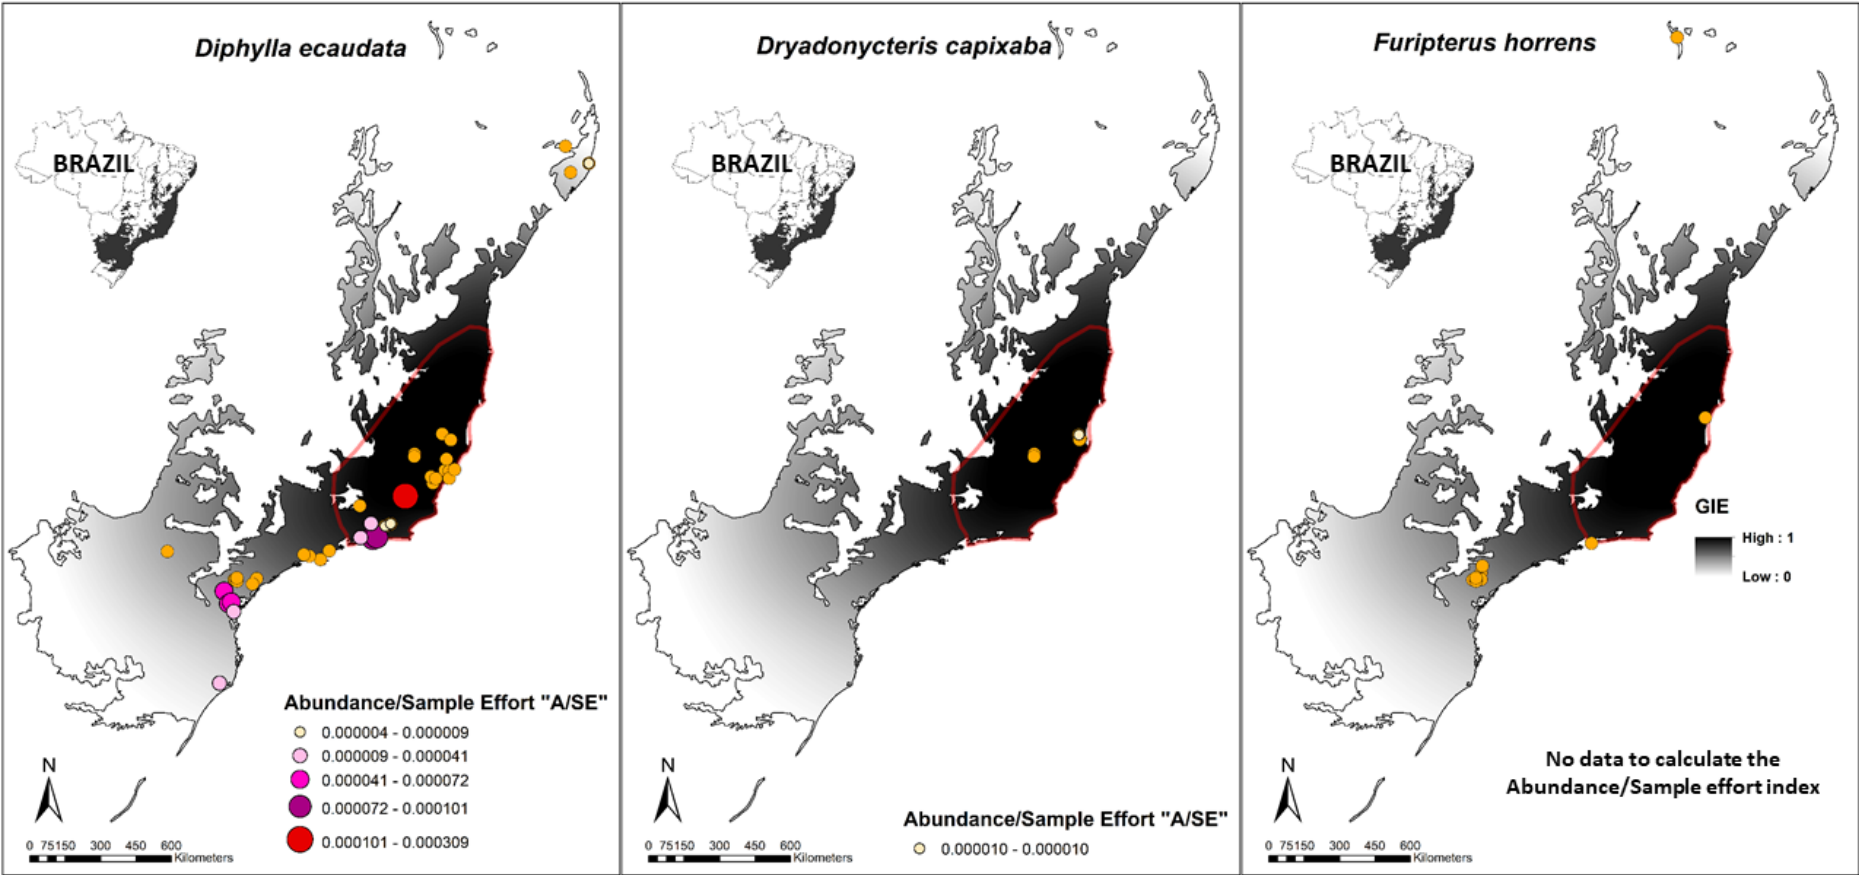 Diphylla ecaudata
BRAZIL
Abundance/Sample Effort "A/SE"
0.000004 - 0.000009
0.000009 - 0.000041
0.000041 - 0.000072
0.000072 - 0.000101
0.000101 - 0.000309
N
0 75150 300 450 600
Kilometers
Dryadonycteris capixaba
BRAZIL
Abundance/Sample Effort "A/SE"
0.000010 - 0.000010
N
0 75150 300 450 600
Kilometers
Furipterus horrens
BRAZIL
GIE
High : 1
Low : 0
No data to calculate the
Abundance/Sample effort index
N
0 75150 300 450 600
Kilometers